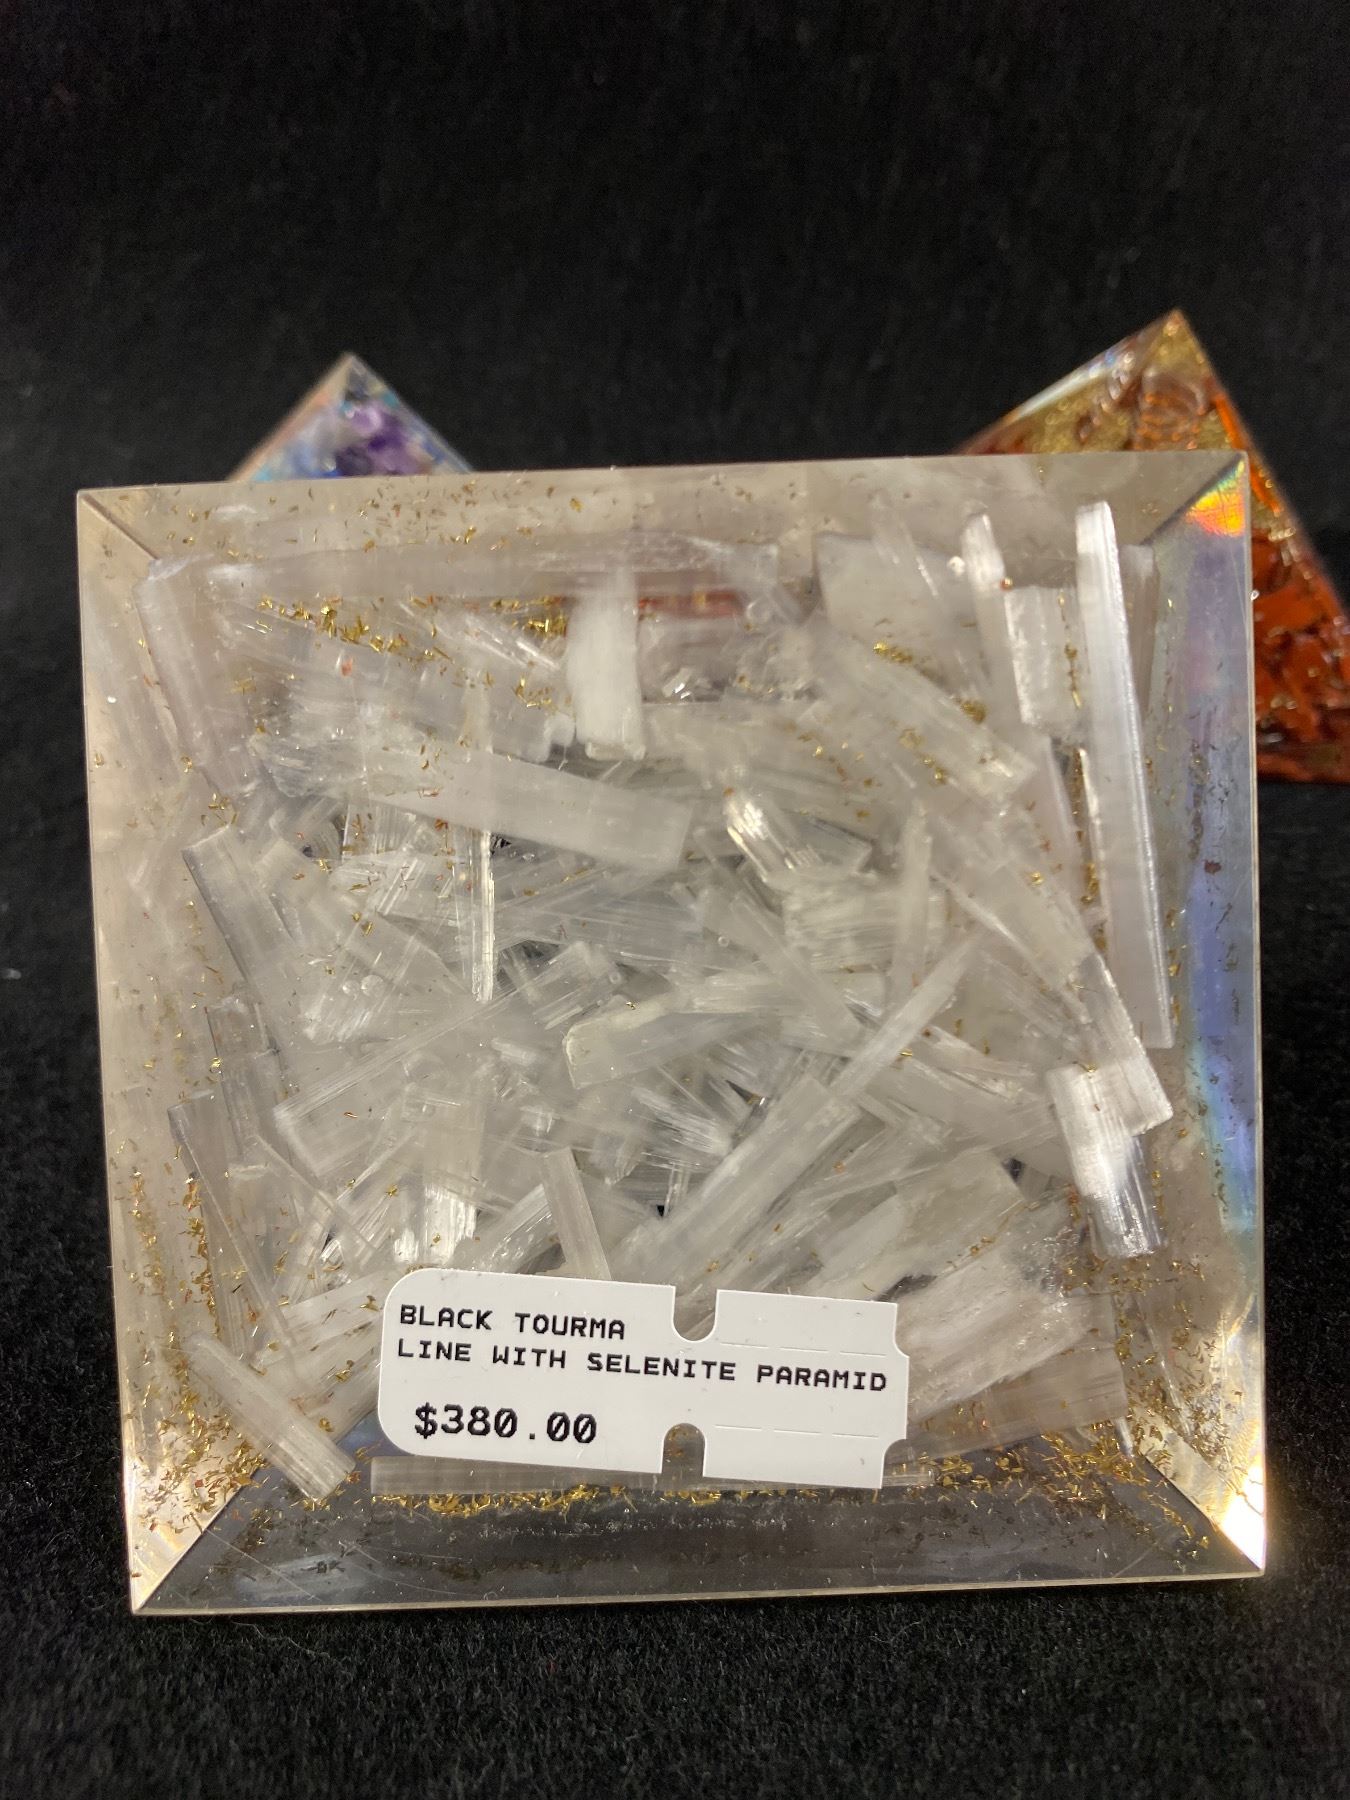 BLACK TOURMA
LINE WITH SELENITE PARAMID
$380.00